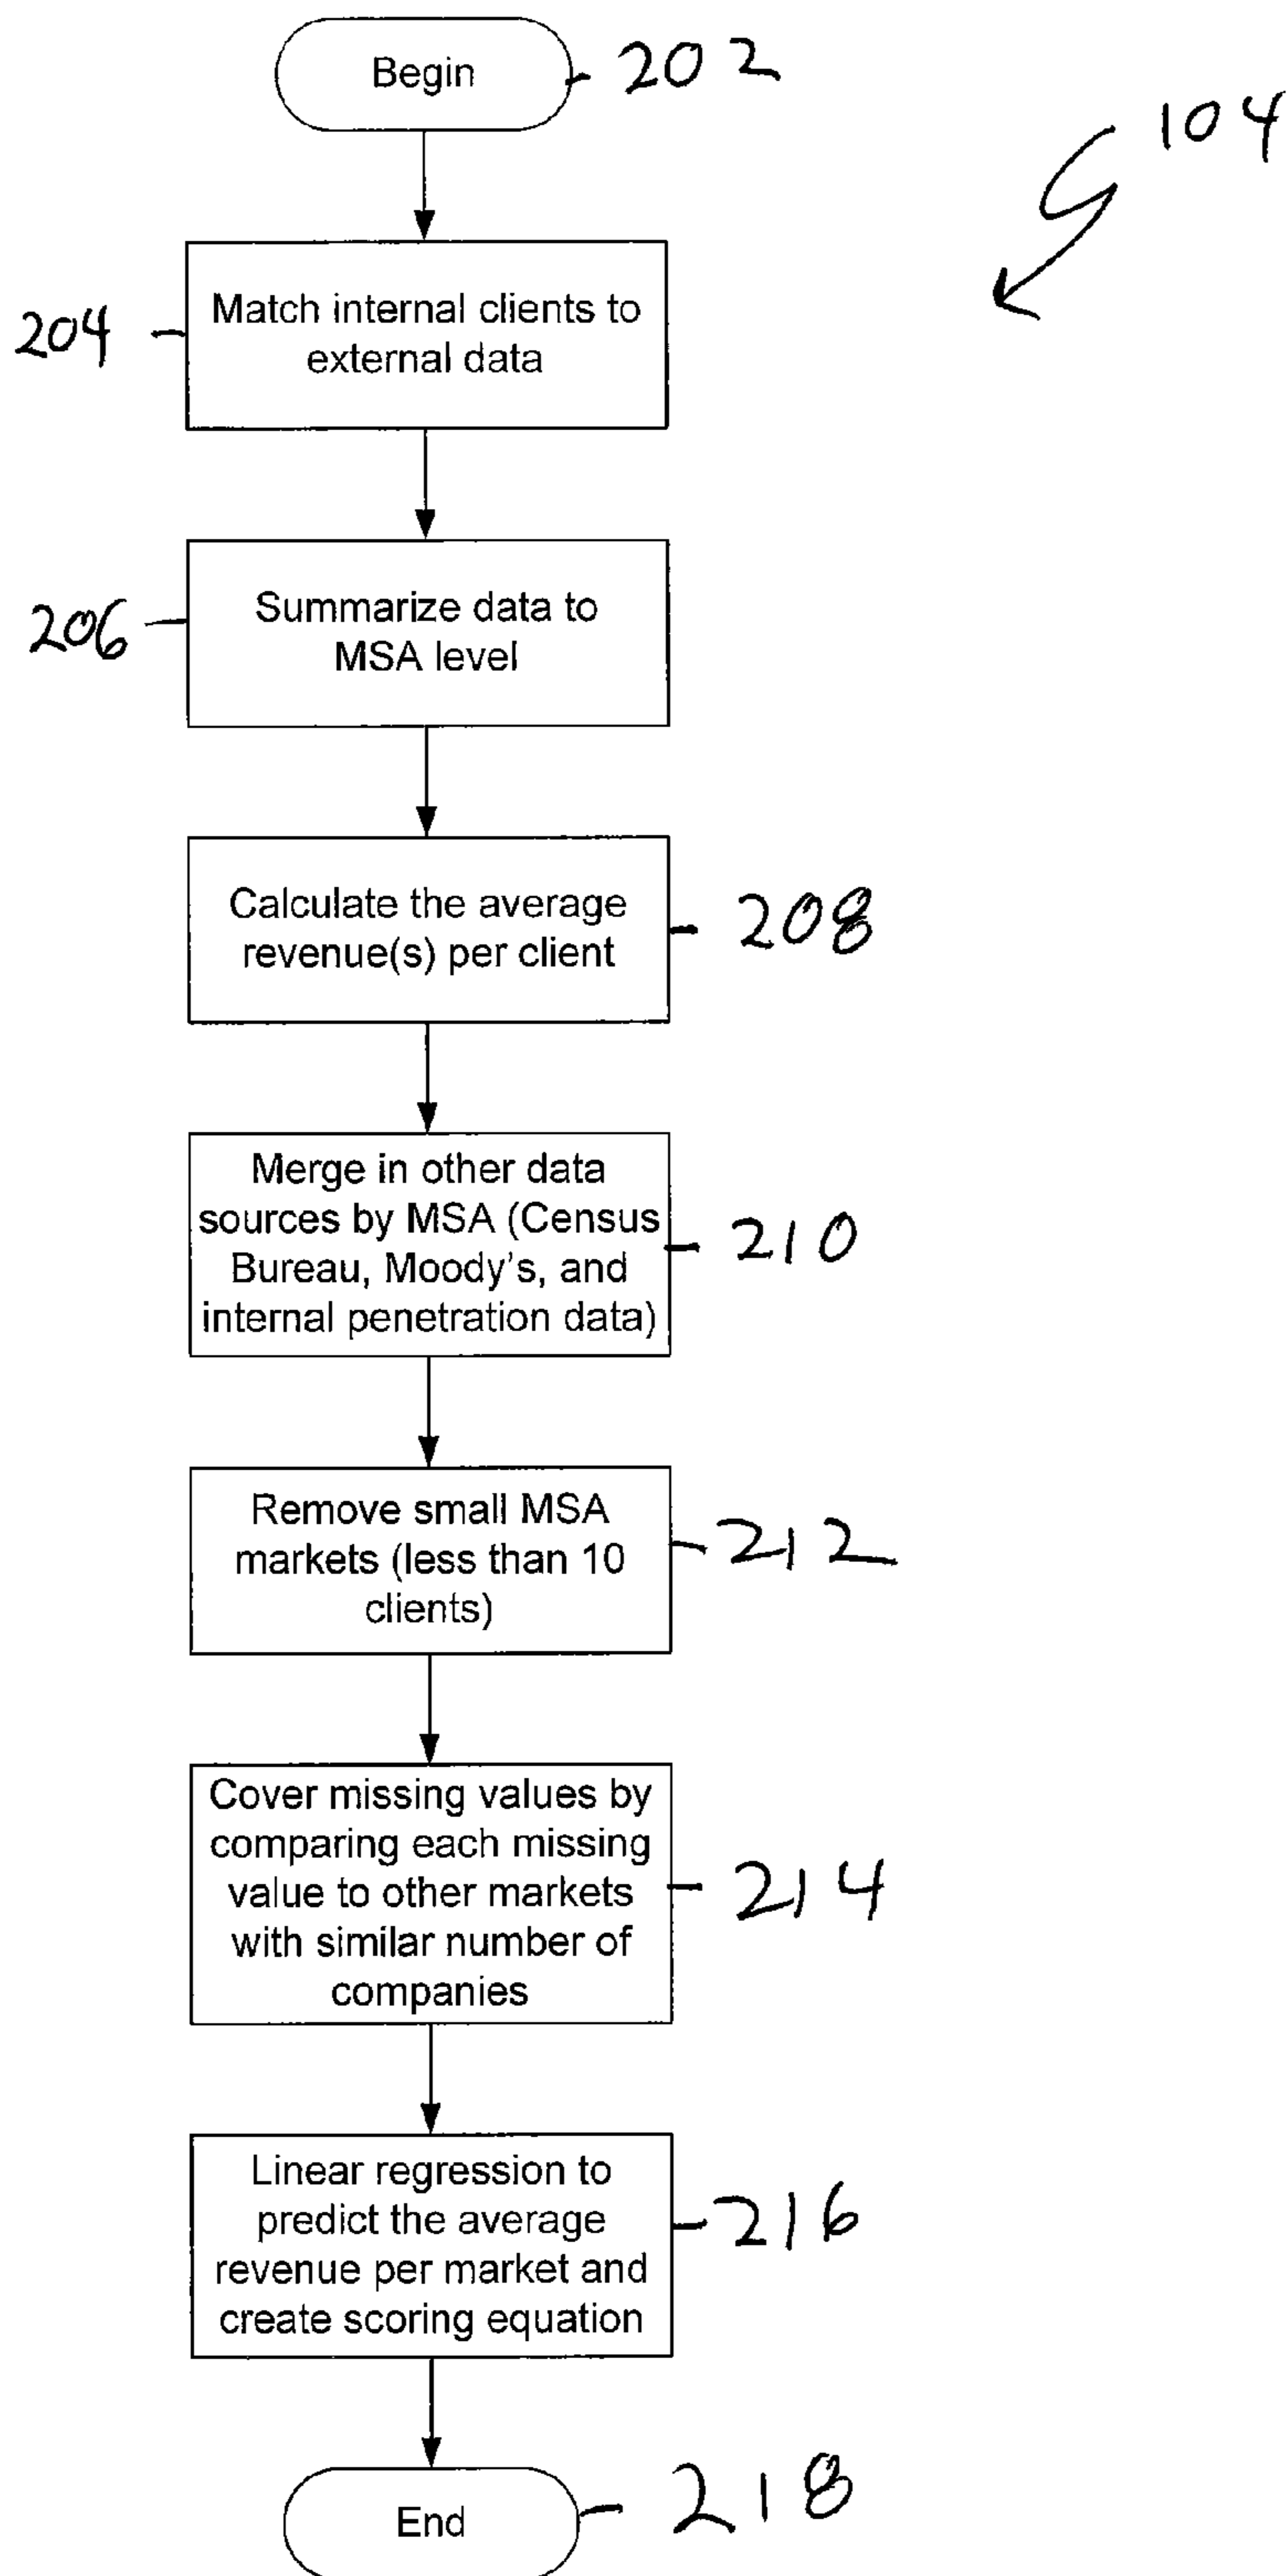 Begin
202
104
204
Match internal clients to
external data
206
Summarize data to
MSA level
Calculate the average
revenue(s) per client
208
Merge in other data
sources by MSA (Census
Bureau, Moody's, and
internal penetration data)
210
Remove small MSA
markets (less than 10
clients)
212
Cover missing values by
comparing each missing
value to other markets
with similar number of
companies
214
Linear regression to
predict the average
revenue per market and
create scoring equation
216
End
218